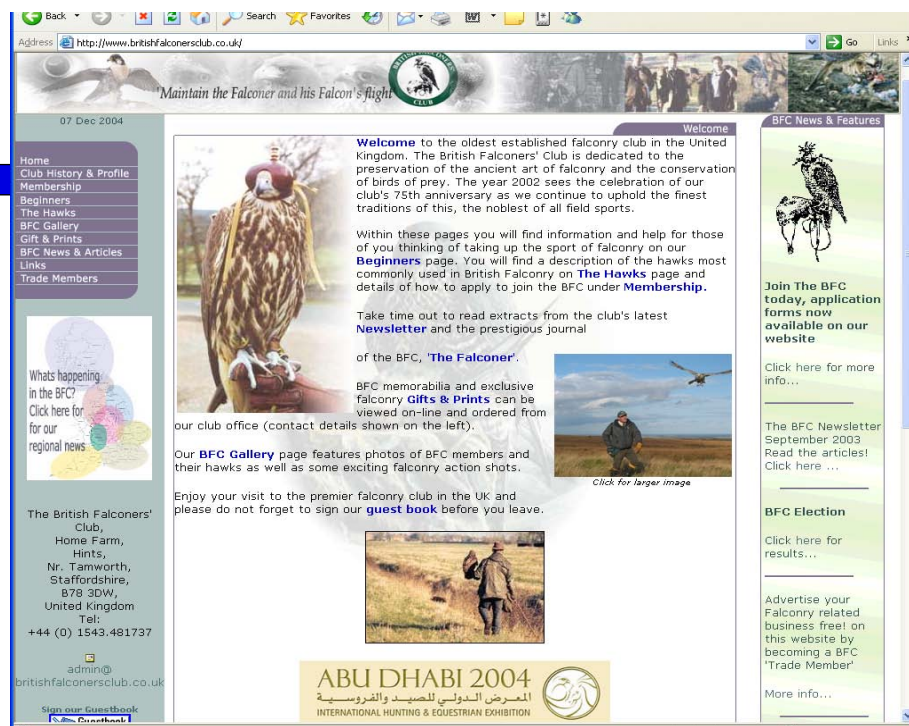 Back
Search
Favorites
Address
http://www.britishfalconersclub.co.uk/
Go
Links
"Maintain the Falconer and his Falcon's flight"
CLUB
07 Dec 2004
Home
Club History & Profile
Membership
Beginners
The Hawks
BFC Gallery
Gift & Prints
BFC News & Articles
Links
Trade Members
Whats happening
in the BFC?
Click here for
for our
regional news
The British Falconers'
Club,
Home Farm,
Hints,
Nr. Tamworth,
Staffordshire,
B78 3DW,
United Kingdom
Tel:
+44 (0) 1543.481737
admin@
britishfalconersclub.co.uk
Sign our Guestbook
Guestbook
Welcome
Welcome to the oldest established falconry club in the United
Kingdom. The British Falconers' Club is dedicated to the
preservation of the ancient art of falconry and the conservation
of birds of prey. The year 2002 sees the celebration of our
club's 75th anniversary as we continue to uphold the finest
traditions of this, the noblest of all field sports.
Within these pages you will find information and help for those
of you thinking of taking up the sport of falconry on our
Beginners page. You will find a description of the hawks most
commonly used in British Falconry on The Hawks page and
details of how to apply to join the BFC under Membership.
Take time out to read extracts from the club's latest
Newsletter and the prestigious journal
of the BFC, 'The Falconer'.
BFC memorabilia and exclusive
falconry Gifts & Prints can be
viewed on-line and ordered from
our club office (contact details shown on the left).
Our BFC Gallery page features photos of BFC members and
their hawks as well as some exciting falconry action shots.
Click for larger image
Enjoy your visit to the premier falconry club in the UK and
please do not forget to sign our guest book before you leave.
ABU DHABI 2004
المعرض الدولي للصيد والفروسية
INTERNATIONAL HUNTING & EQUESTRIAN EXHIBITION
BFC News & Features
Join The BFC
today, application
forms now
available on our
website
Click here for more
info...
The BFC Newsletter
September 2003
Read the articles!
Click here ...
BFC Election
Click here for
results...
Advertise your
Falconry related
business free! on
this website by
becoming a BFC
'Trade Member'
More info...